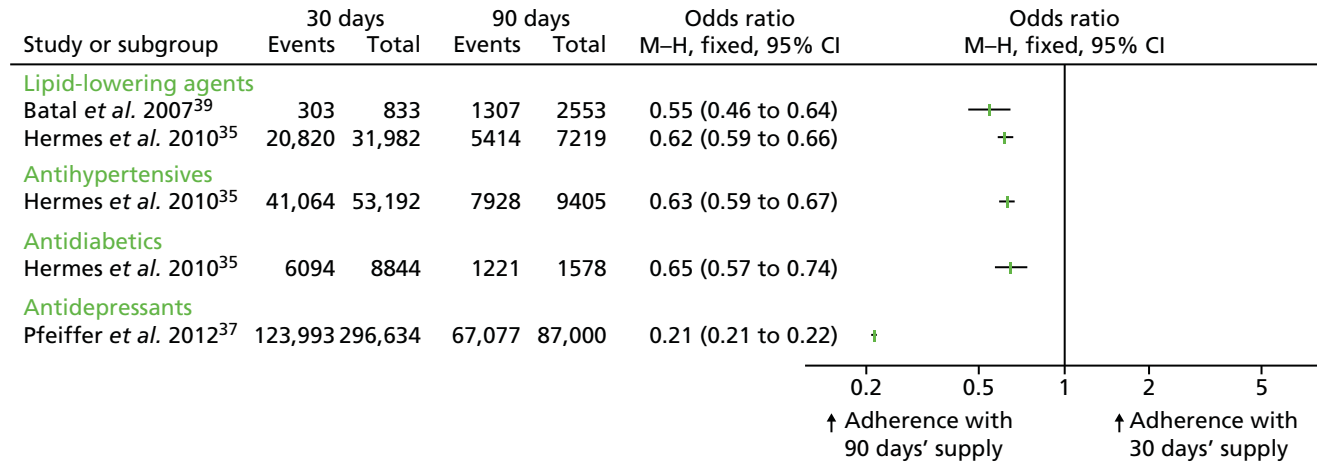 30 days 90 days Odds ratio Odds ratio
Study or subgroup Events Total Events Total M–H, fixed, 95% CI M–H, fixed, 95% CI
Lipid-lowering agents
Batal et al. 2007³⁹ 303 833 1307 2553 0.55 (0.46 to 0.64)
Hermes et al. 2010³⁵ 20,820 31,982 5414 7219 0.62 (0.59 to 0.66)
Antihypertensives
Hermes et al. 2010³⁵ 41,064 53,192 7928 9405 0.63 (0.59 to 0.67)
Antidiabetics
Hermes et al. 2010³⁵ 6094 8844 1221 1578 0.65 (0.57 to 0.74)
Antidepressants
Pfeiffer et al. 2012³⁷ 123,993 296,634 67,077 87,000 0.21 (0.21 to 0.22)
0.2 0.5 1 2 5
↑ Adherence with ↑ Adherence with
90 days’ supply 30 days’ supply